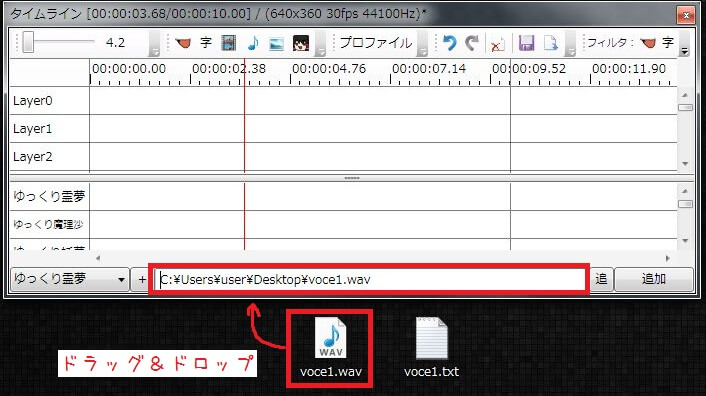 タイムライン [00:00:03.68/00:00:10.00] / (640x360 30fps 44100Hz)*
4.2 字 プロファイル フィルタ： 字
00:00:00.00 00:00:02.38 00:00:04.76 00:00:07.14 00:00:09.52 00:00:11.90
Layer0
Layer1
Layer2
ゆっくり霊夢
ゆっくり魔理沙
ゆっくり霊夢 + C:¥Users¥user¥Desktop¥voce1.wav 追 追加
WAV
ドラッグ＆ドロップ
voce1.wav voce1.txt